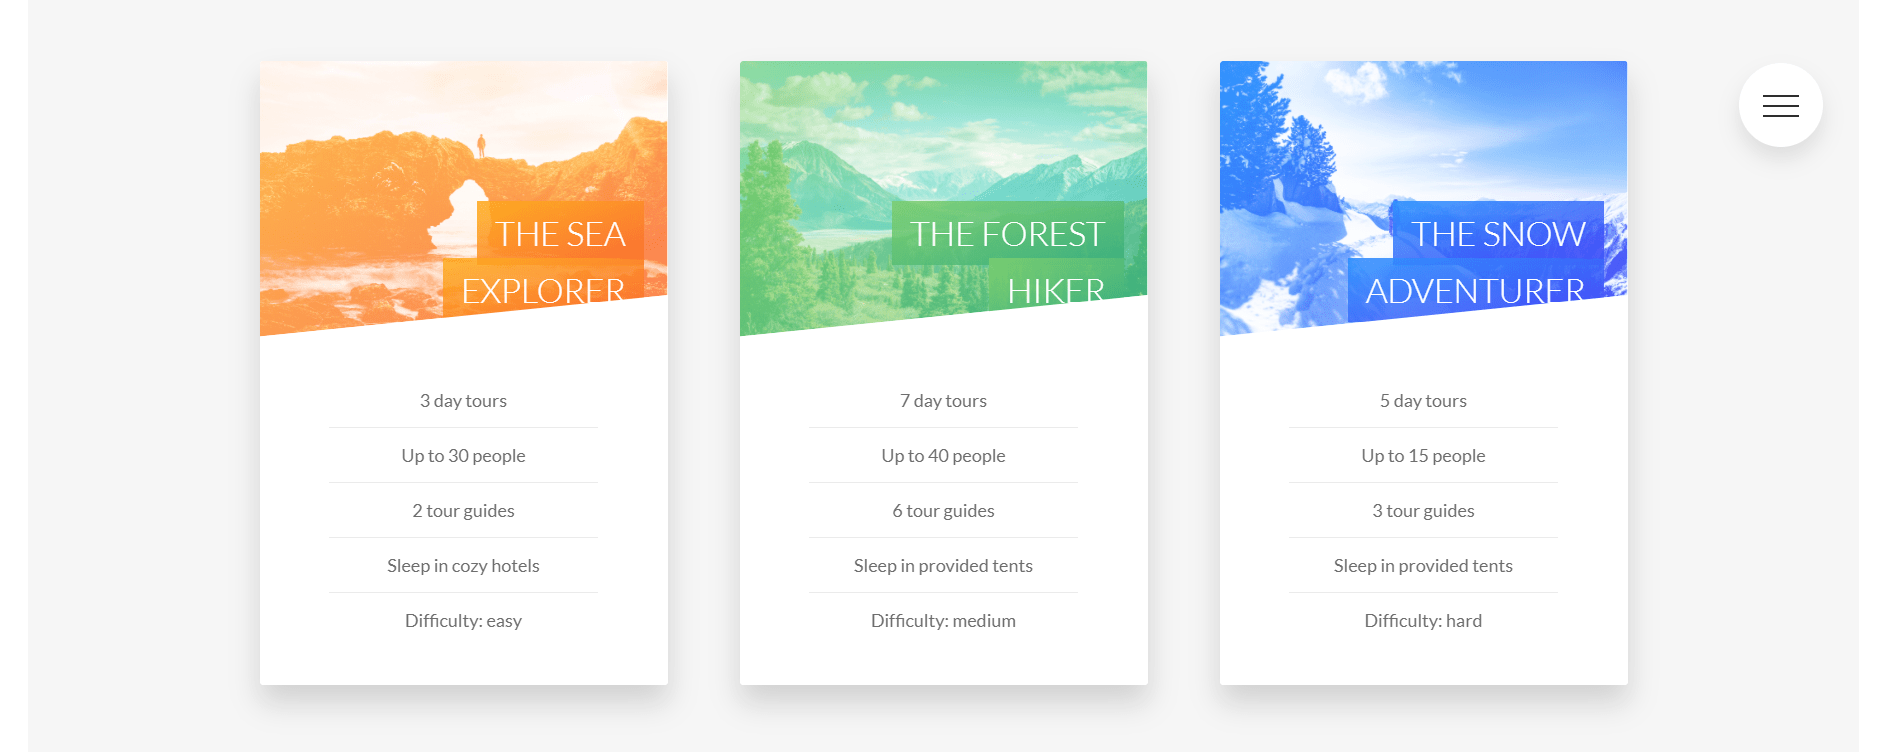 THE SEA
EXPLORER
3 day tours
Up to 30 people
2 tour guides
Sleep in cozy hotels
Difficulty: easy
THE FOREST
HIKER
7 day tours
Up to 40 people
6 tour guides
Sleep in provided tents
Difficulty: medium
THE SNOW
ADVENTURER
5 day tours
Up to 15 people
3 tour guides
Sleep in provided tents
Difficulty: hard